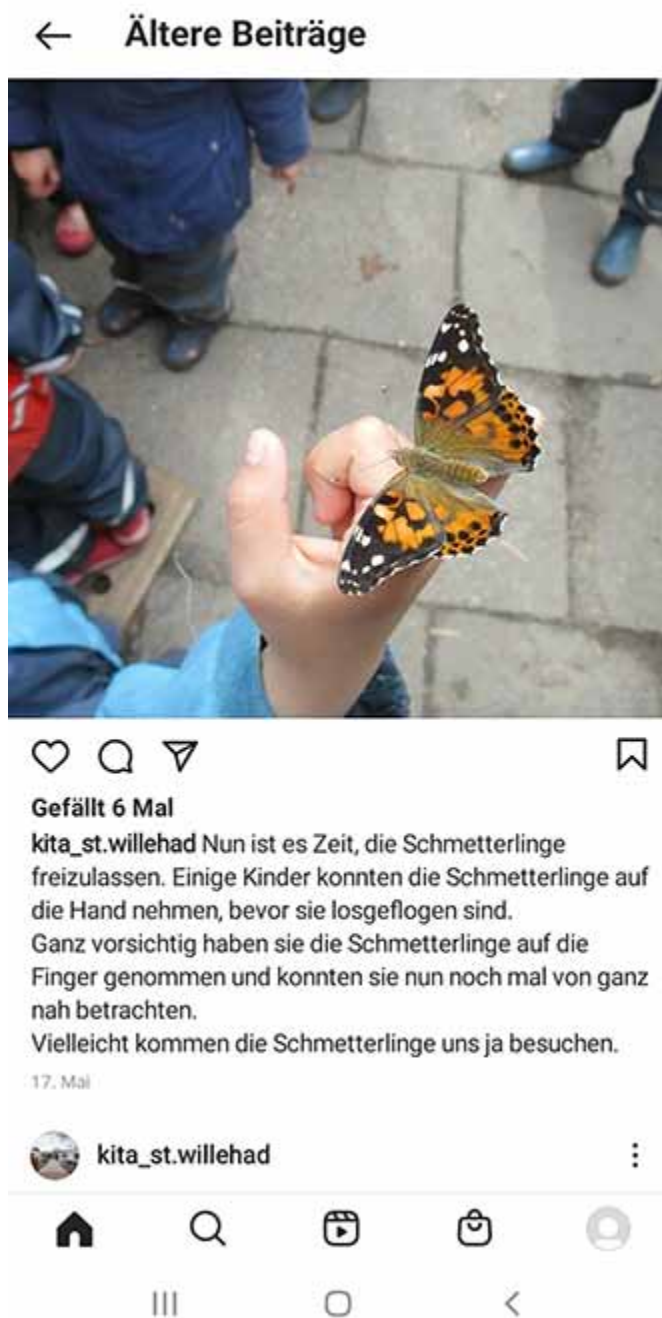 Ältere Beiträge
Gefällt 6 Mal
kita_st.willehad Nun ist es Zeit, die Schmetterlinge
freizulassen. Einige Kinder konnten die Schmetterlinge auf
die Hand nehmen, bevor sie losgeflogen sind.
Ganz vorsichtig haben sie die Schmetterlinge auf die
Finger genommen und konnten sie nun noch mal von ganz
nah betrachten.
Vielleicht kommen die Schmetterlinge uns ja besuchen.
17. Mai
kita_st.willehad